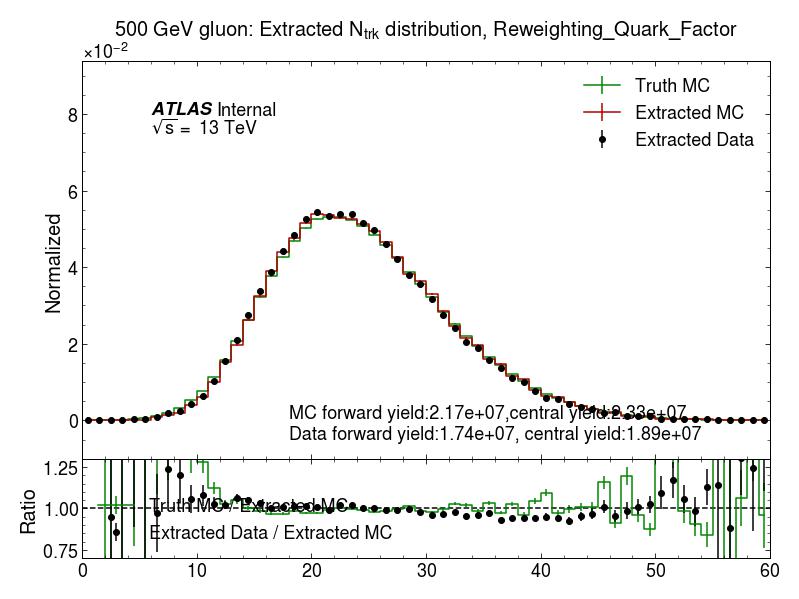 500 GeV gluon: Extracted Ntrk distribution, Reweighting_Quark_Factor
×10−2
ATLAS Internal
√s = 13 TeV
Truth MC
Extracted MC
Extracted Data
8
6
4
2
0
Normalized
MC forward yield:2.17e+07,central yield:2.33e+07
Data forward yield:1.74e+07, central yield:1.89e+07
1.25
1.00
0.75
Ratio
Truth MC / Extracted MC
Extracted Data / Extracted MC
0 10 20 30 40 50 60